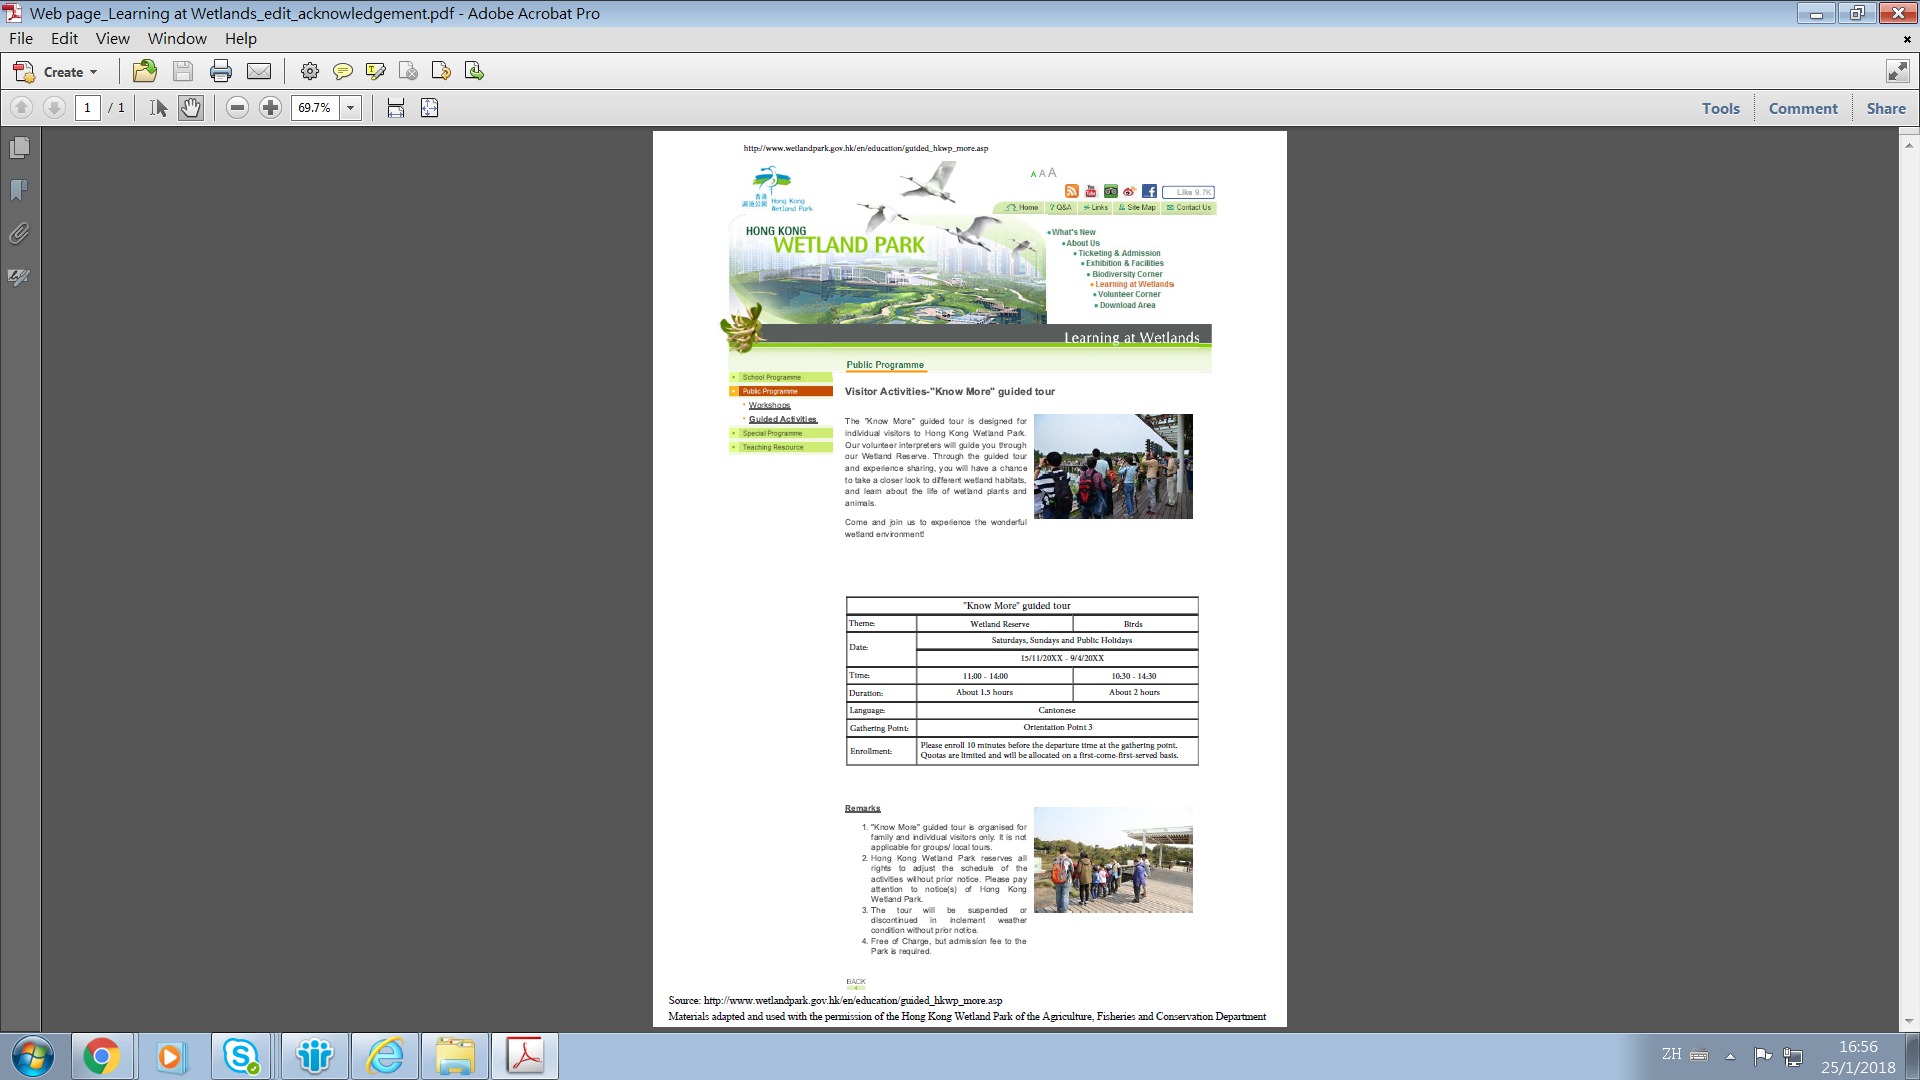 Web page_Learning at Wetlands_edit_acknowledgement.pdf - Adobe Acrobat Pro
File Edit View Window Help
Create
1 / 1 69.7% Tools Comment Share
http://www.wetlandpark.gov.hk/en/education/guided_hkwp_more.asp
A A A
香港
濕地公園 Hong Kong
Wetland Park
Like 9.7K
Home Q&A Links Site Map Contact Us
HONG KONG
WETLAND PARK
What's New
About Us
Ticketing & Admission
Exhibition & Facilities
Biodiversity Corner
Learning at Wetlands
Volunteer Corner
Download Area
Learning at Wetlands
Public Programme
School Programme
Public Programme
Workshops
Guided Activities
Special Programme
Teaching Resource
Visitor Activities-"Know More" guided tour
The "Know More" guided tour is designed for
individual visitors to Hong Kong Wetland Park.
Our volunteer interpreters will guide you through
our Wetland Reserve. Through the guided tour
and experience sharing, you will have a chance
to take a closer look to different wetland habitats,
and learn about the life of wetland plants and
animals.
Come and join us to experience the wonderful
wetland environment!
"Know More" guided tour
Theme: Wetland Reserve Birds
Date: Saturdays, Sundays and Public Holidays
15/11/20XX - 9/4/20XX
Time: 11:00 - 14:00 10:30 - 14:30
Duration: About 1.5 hours About 2 hours
Language: Cantonese
Gathering Point: Orientation Point 3
Enrollment: Please enroll 10 minutes before the departure time at the gathering point.
Quotas are limited and will be allocated on a first-come-first-served basis.
Remarks
1. "Know More" guided tour is organised for
family and individual visitors only. It is not
applicable for groups/ local tours.
2. Hong Kong Wetland Park reserves all
rights to adjust the schedule of the
activities without prior notice. Please pay
attention to notice(s) of Hong Kong
Wetland Park.
3. The tour will be suspended or
discontinued in inclement weather
condition without prior notice.
4. Free of Charge, but admission fee to the
Park is required.
BACK
Source: http://www.wetlandpark.gov.hk/en/education/guided_hkwp_more.asp
Materials adapted and used with the permission of the Hong Kong Wetland Park of the Agriculture, Fisheries and Conservation Department
ZH
16:56
25/1/2018